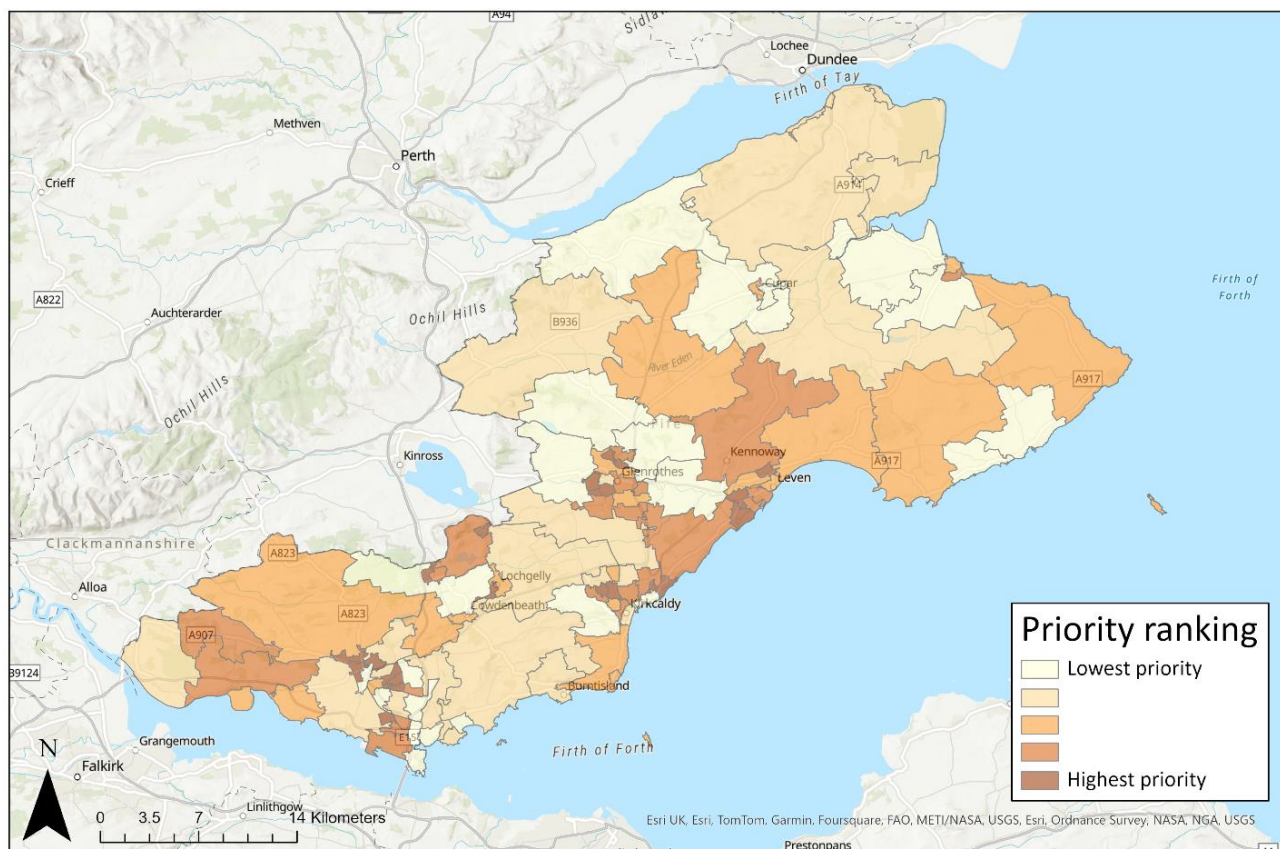 A94
Sidla
Lochee
Dundee
Firth of Tay
Methven
Perth
Crieff
A914
A822
Ochil Hills
Cupar
Firth of
Forth
Auchterarder
B936
River Eden
Ochil Hills
A917
Fife
Kinross
Kennoway
Glenrothes
A917
Leven
Clackmannanshire
A823
Lochgelly
Alloa
Cowdenbeath
Kirkcaldy
A823
A907
B9124
Burntisland
Grangemouth
Firth of Forth
Falkirk
Linlithgow
Prestonpans
Priority ranking
Lowest priority
Highest priority
N
0 3.5 7 14 Kilometers
Esri UK, Esri, TomTom, Garmin, Foursquare, FAO, METI/NASA, USGS, Esri, Ordnance Survey, NASA, NGA, USGS